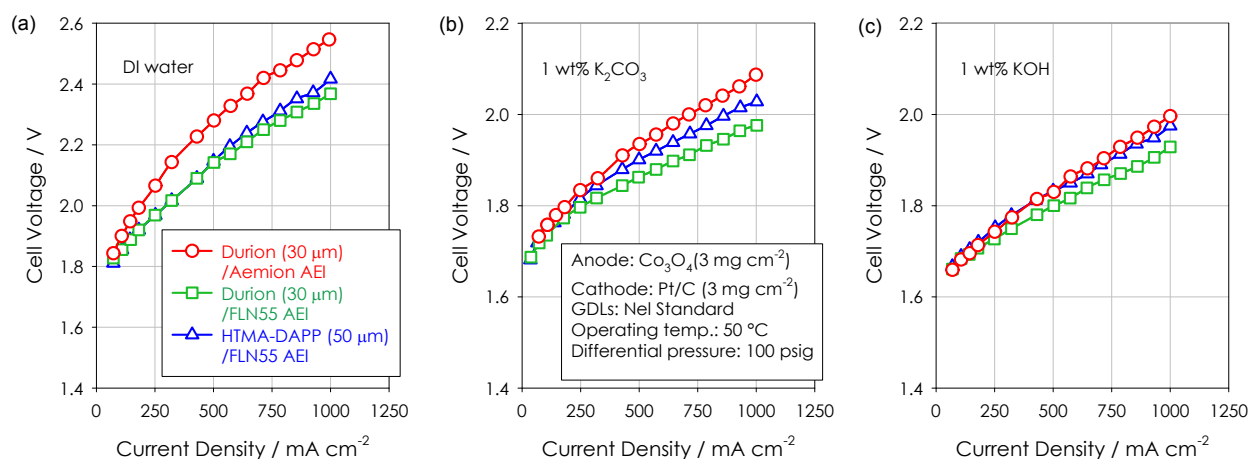 (a)
2.6
2.4
2.2
2.0
1.8
1.6
1.4
Cell Voltage / V
DI water
Durion (30 μm)
/Aemion AEI
Durion (30 μm)
/FLN55 AEI
HTMA-DAPP (50 μm)
/FLN55 AEI
0 250 500 750 1000 1250
Current Density / mA cm⁻²
(b)
2.2
2.0
1.8
1.6
1.4
Cell Voltage / V
1 wt% K₂CO₃
Anode: Co₃O₄(3 mg cm⁻²)
Cathode: Pt/C (3 mg cm⁻²)
GDLs: Nel Standard
Operating temp.: 50 °C
Differential pressure: 100 psig
0 250 500 750 1000 1250
Current Density / mA cm⁻²
(c)
2.2
2.0
1.8
1.6
1.4
Cell Voltage / V
1 wt% KOH
0 250 500 750 1000 1250
Current Density / mA cm⁻²